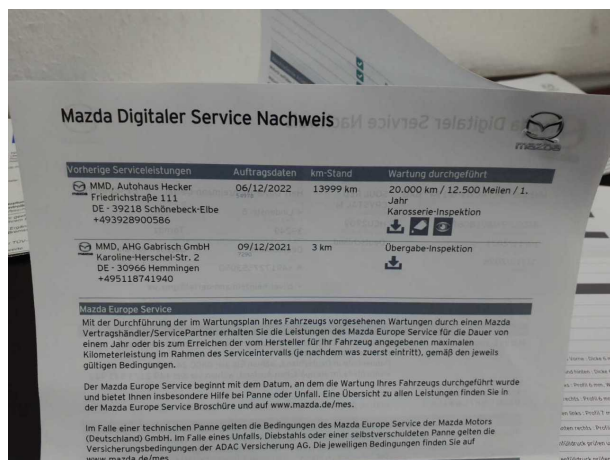 Mazda Digitaler Service Nachweis
mazda
Vorherige Serviceleistungen Auftragsdaten km-Stand Wartung durchgeführt
MMD, Autohaus Hecker 06/12/2022 13999 km 20.000 km / 12.500 Meilen / 1.
Friedrichstraße 111 Jahr
DE - 39218 Schönebeck-Elbe Karosserie-Inspektion
+493928900586
MMD, AHG Gabrisch GmbH 09/12/2021 3 km Übergabe-Inspektion
Karoline-Herschel-Str. 2
DE - 30966 Hemmingen
+495118741940
Mazda Europe Service
Mit der Durchführung der im Wartungsplan Ihres Fahrzeugs vorgesehenen Wartungen durch einen Mazda
Vertragshändler/ServicePartner erhalten Sie die Leistungen des Mazda Europe Service für die Dauer von
einem Jahr oder bis zum Erreichen der vom Hersteller für Ihr Fahrzeug angegebenen maximalen
Kilometerleistung im Rahmen des Serviceintervalls (je nachdem was zuerst eintritt), gemäß den jeweils
gültigen Bedingungen.
Der Mazda Europe Service beginnt mit dem Datum, an dem die Wartung Ihres Fahrzeugs durchgeführt wurde
und bietet Ihnen insbesondere Hilfe bei Panne oder Unfall. Eine Übersicht zu allen Leistungen finden Sie in
der Mazda Europe Service Broschüre und auf www.mazda.de/mes.
Im Falle einer technischen Panne gelten die Bedingungen des Mazda Europe Service der Mazda Motors
(Deutschland) GmbH. Im Falle eines Unfalls, Diebstahls oder einer selbstverschuldeten Panne gelten die
Versicherungsbedingungen der ADAC Versicherung AG. Die jeweiligen Bedingungen finden Sie auf
www.mazda.de/mes